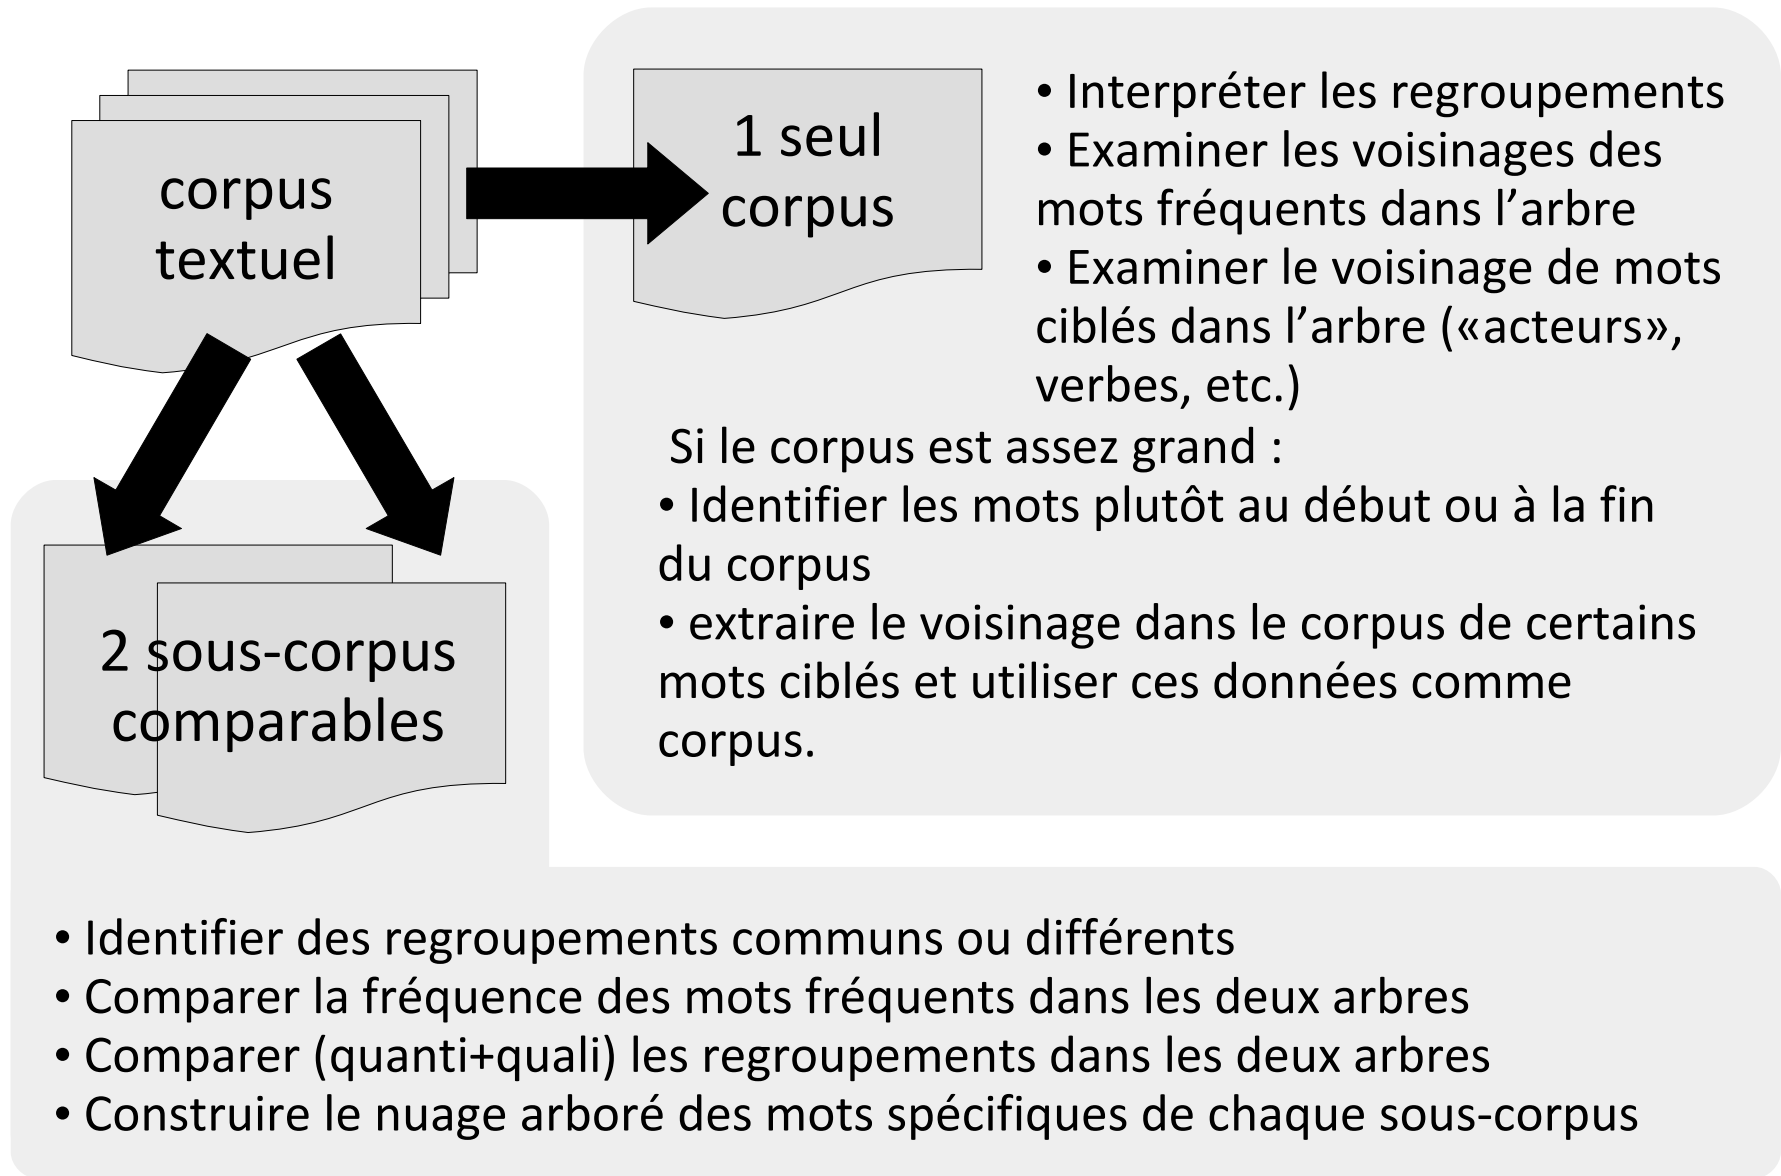 corpus
textuel
1 seul
corpus
• Interpréter les regroupements
• Examiner les voisinages des
mots fréquents dans l’arbre
• Examiner le voisinage de mots
ciblés dans l’arbre («acteurs»,
verbes, etc.)
Si le corpus est assez grand :
• Identifier les mots plutôt au début ou à la fin
du corpus
• extraire le voisinage dans le corpus de certains
mots ciblés et utiliser ces données comme
corpus.
2 sous-corpus
comparables
• Identifier des regroupements communs ou différents
• Comparer la fréquence des mots fréquents dans les deux arbres
• Comparer (quanti+quali) les regroupements dans les deux arbres
• Construire le nuage arboré des mots spécifiques de chaque sous-corpus